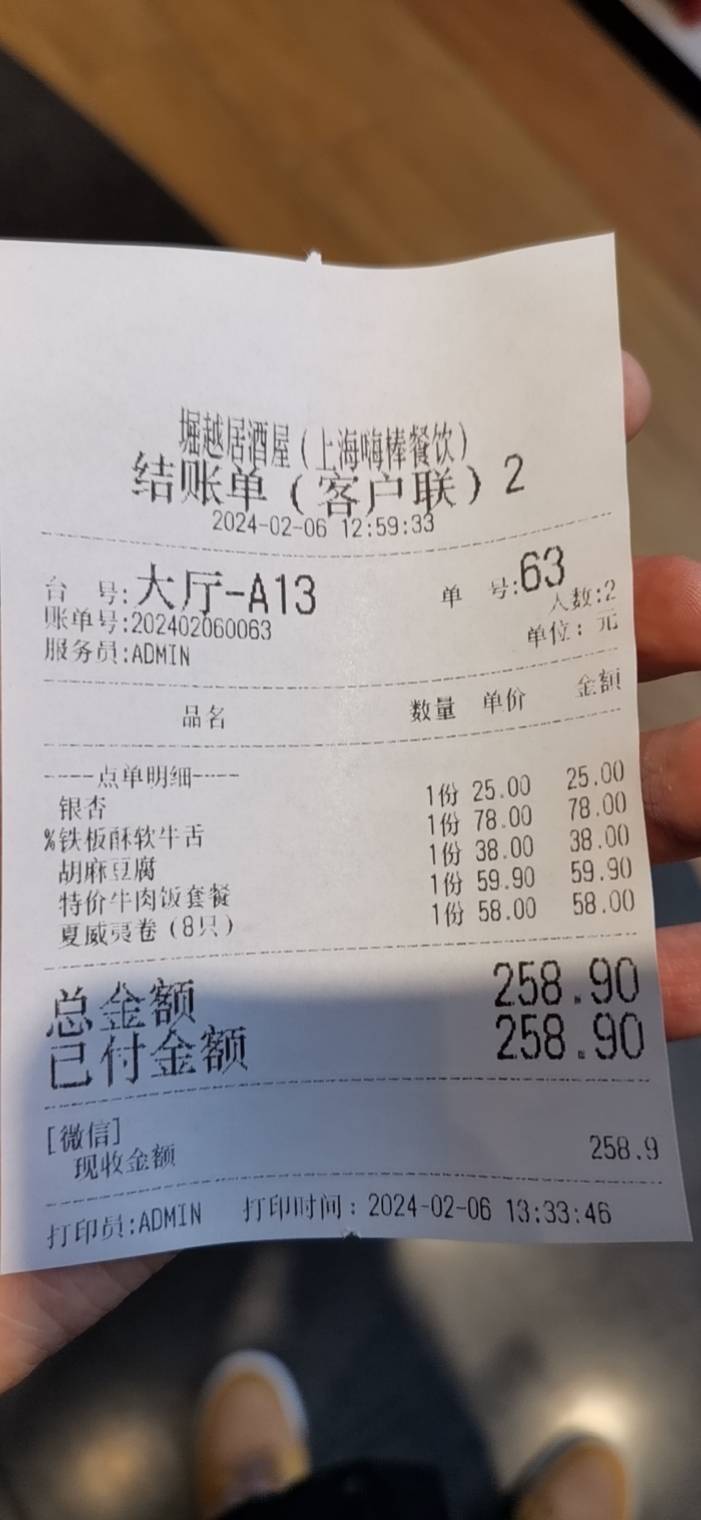 堀越居酒屋(上海嗨棒餐饮)
结账单(客户联)2
2024-02-06 12:59:33
台 号:大厅-A13 单 号:63
账单号:202402060063 人数:2
服务员:ADMIN 单位:元
品名 数量 单价 金额
----点单明细----
银杏 1份 25.00 25.00
%铁板酥软牛舌 1份 78.00 78.00
胡麻豆腐 1份 38.00 38.00
特价牛肉饭套餐 1份 59.90 59.90
夏威夷卷(8只) 1份 58.00 58.00
总金额 258.90
已付金额 258.90
[微信]
现收金额 258.9
打印员:ADMIN 打印时间:2024-02-06 13:33:46